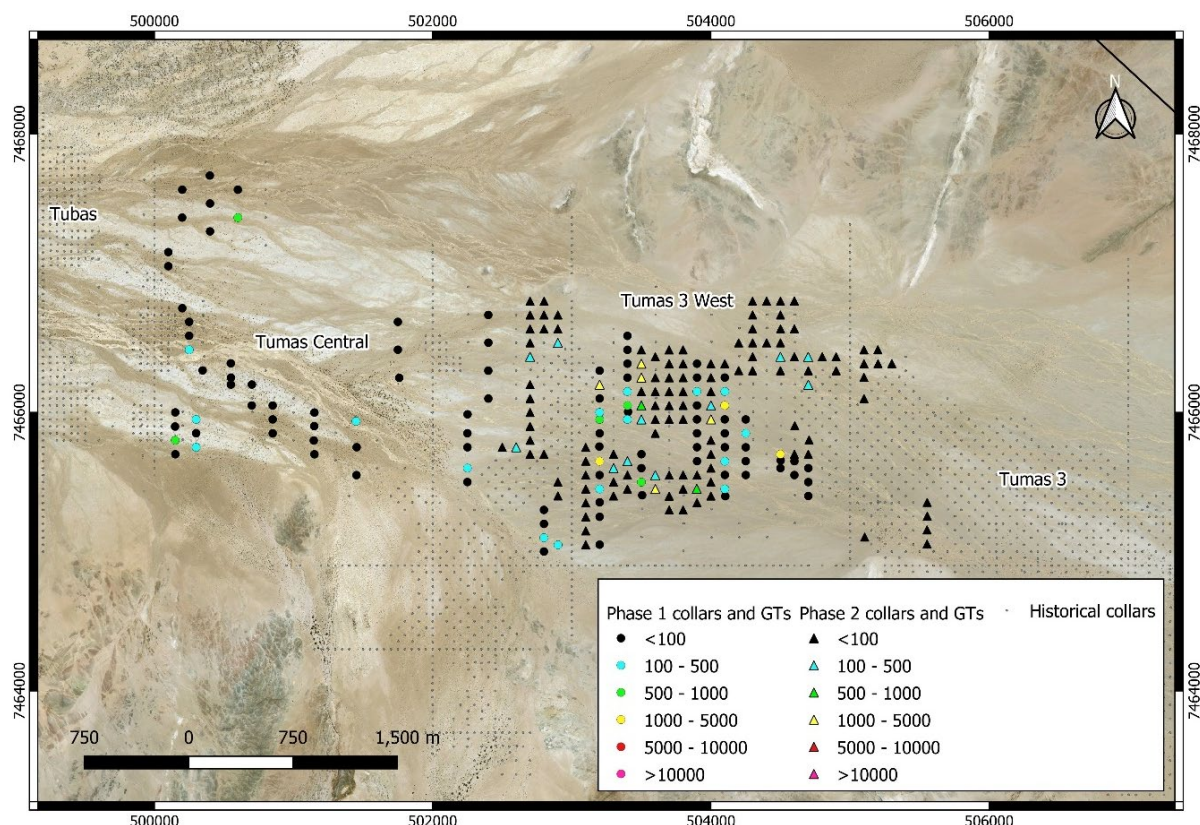 500000 502000 504000 506000
N
7468000 7468000
Tubas
Tumas 3 West
Tumas Central
7466000 7466000
Tumas 3
Phase 1 collars and GTs Phase 2 collars and GTs Historical collars
<100 <100
100 - 500 100 - 500
500 - 1000 500 - 1000
1000 - 5000 1000 - 5000
5000 - 10000 5000 - 10000
>10000 >10000
7464000 7464000
750 0 750 1,500 m
500000 502000 504000 506000